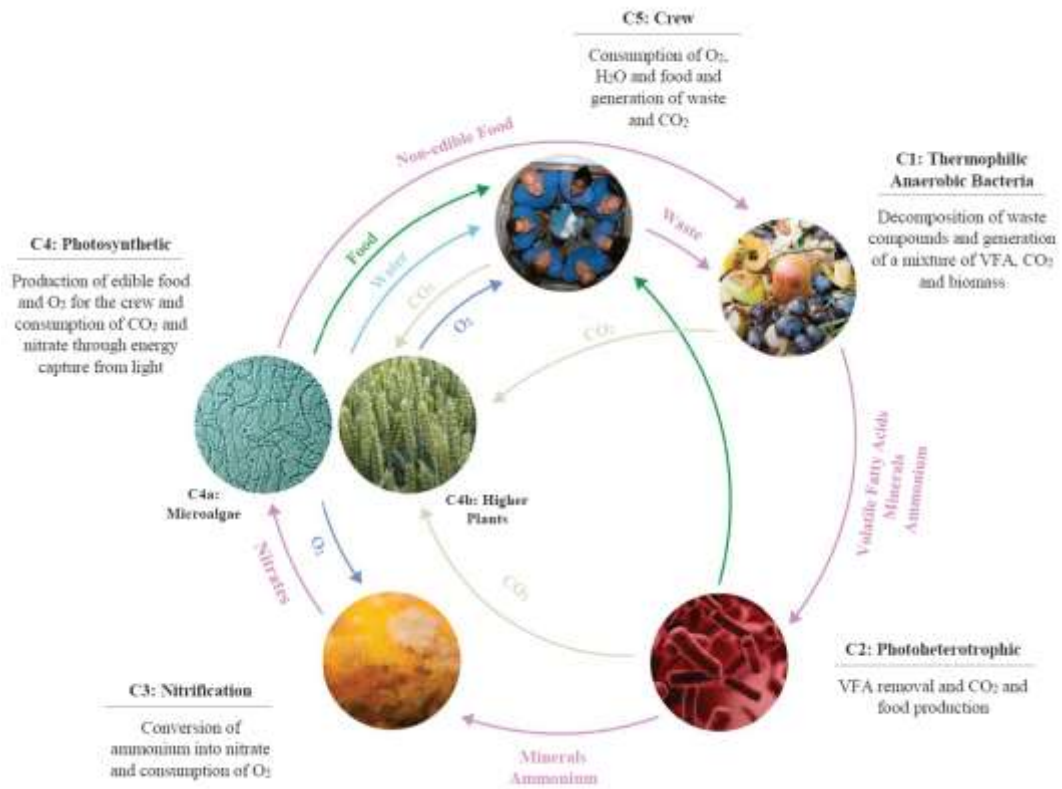 C5: Crew
Consumption of O₂,
H₂O and food and
generation of waste
and CO₂
Non-edible Food
C1: Thermophilic
Anaerobic Bacteria
Decomposition of waste
compounds and generation
of a mixture of VFA, CO₂
and biomass
Waste
Food
Water
CO₂
O₂
CO₂
C4: Photosynthetic
Production of edible food
and O₂ for the crew and
consumption of CO₂ and
nitrate through energy
capture from light
C4a:
Microalgae
C4b: Higher
Plants
Volatile Fatty Acids
Minerals
Ammonium
O₂
Nitrates
CO₂
C2: Photoheterotrophic
VFA removal and CO₂ and
food production
C3: Nitrification
Conversion of
ammonium into nitrate
and consumption of O₂
Minerals
Ammonium